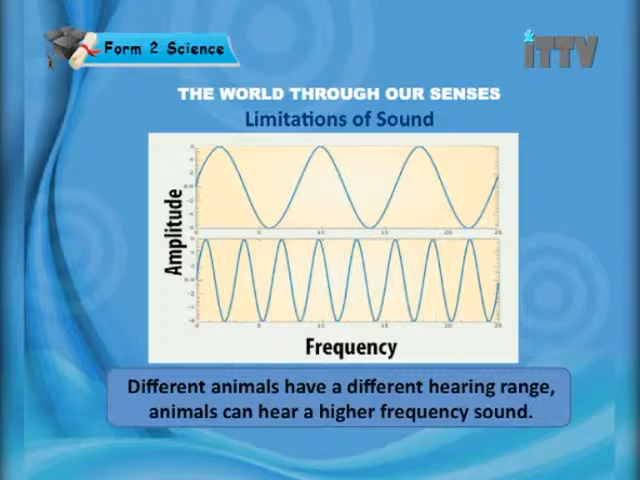 Form 2 Science
iTTV
THE WORLD THROUGH OUR SENSES
Limitations of Sound
Amplitude
Frequency
Different animals have a different hearing range,
animals can hear a higher frequency sound.